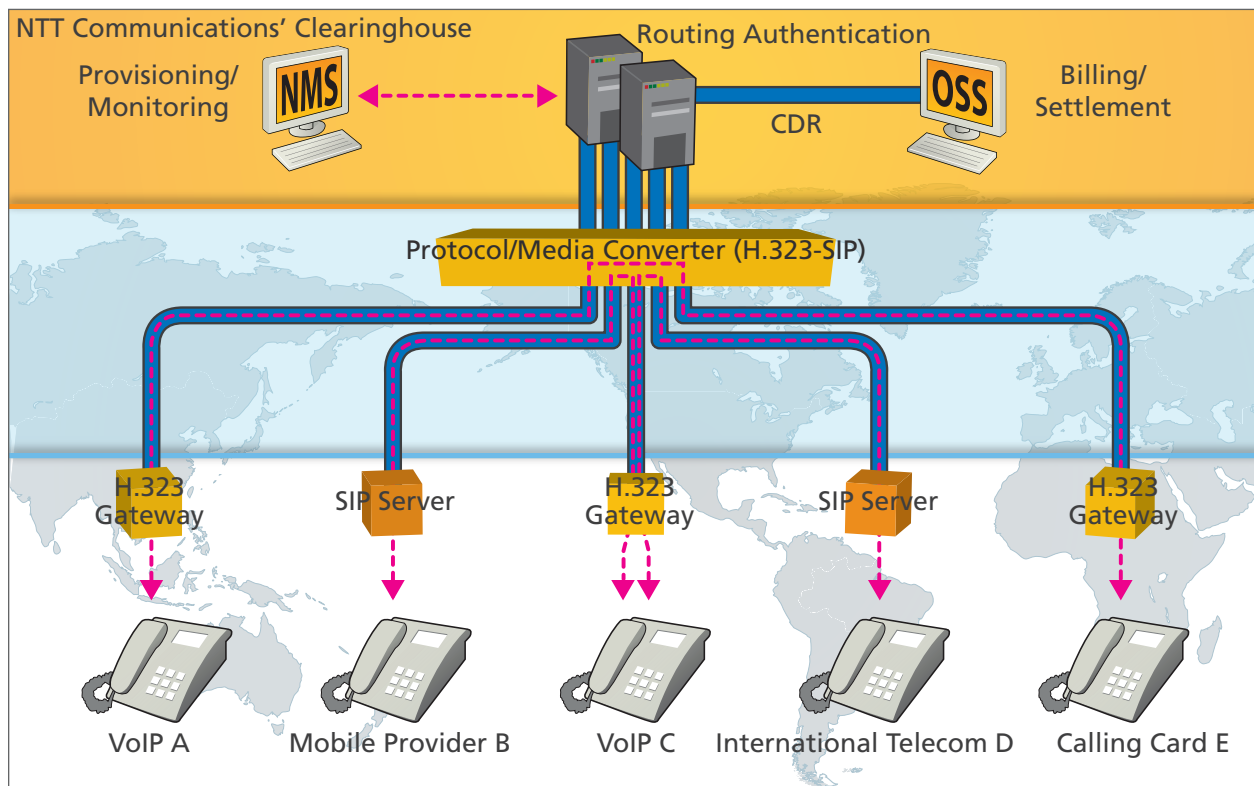 NTT Communications’ Clearinghouse
Routing Authentication
Provisioning/
Monitoring
NMS
OSS
Billing/
Settlement
CDR
Protocol/Media Converter (H.323-SIP)
H.323
Gateway
SIP Server
H.323
Gateway
SIP Server
H.323
Gateway
VoIP A
Mobile Provider B
VoIP C
International Telecom D
Calling Card E